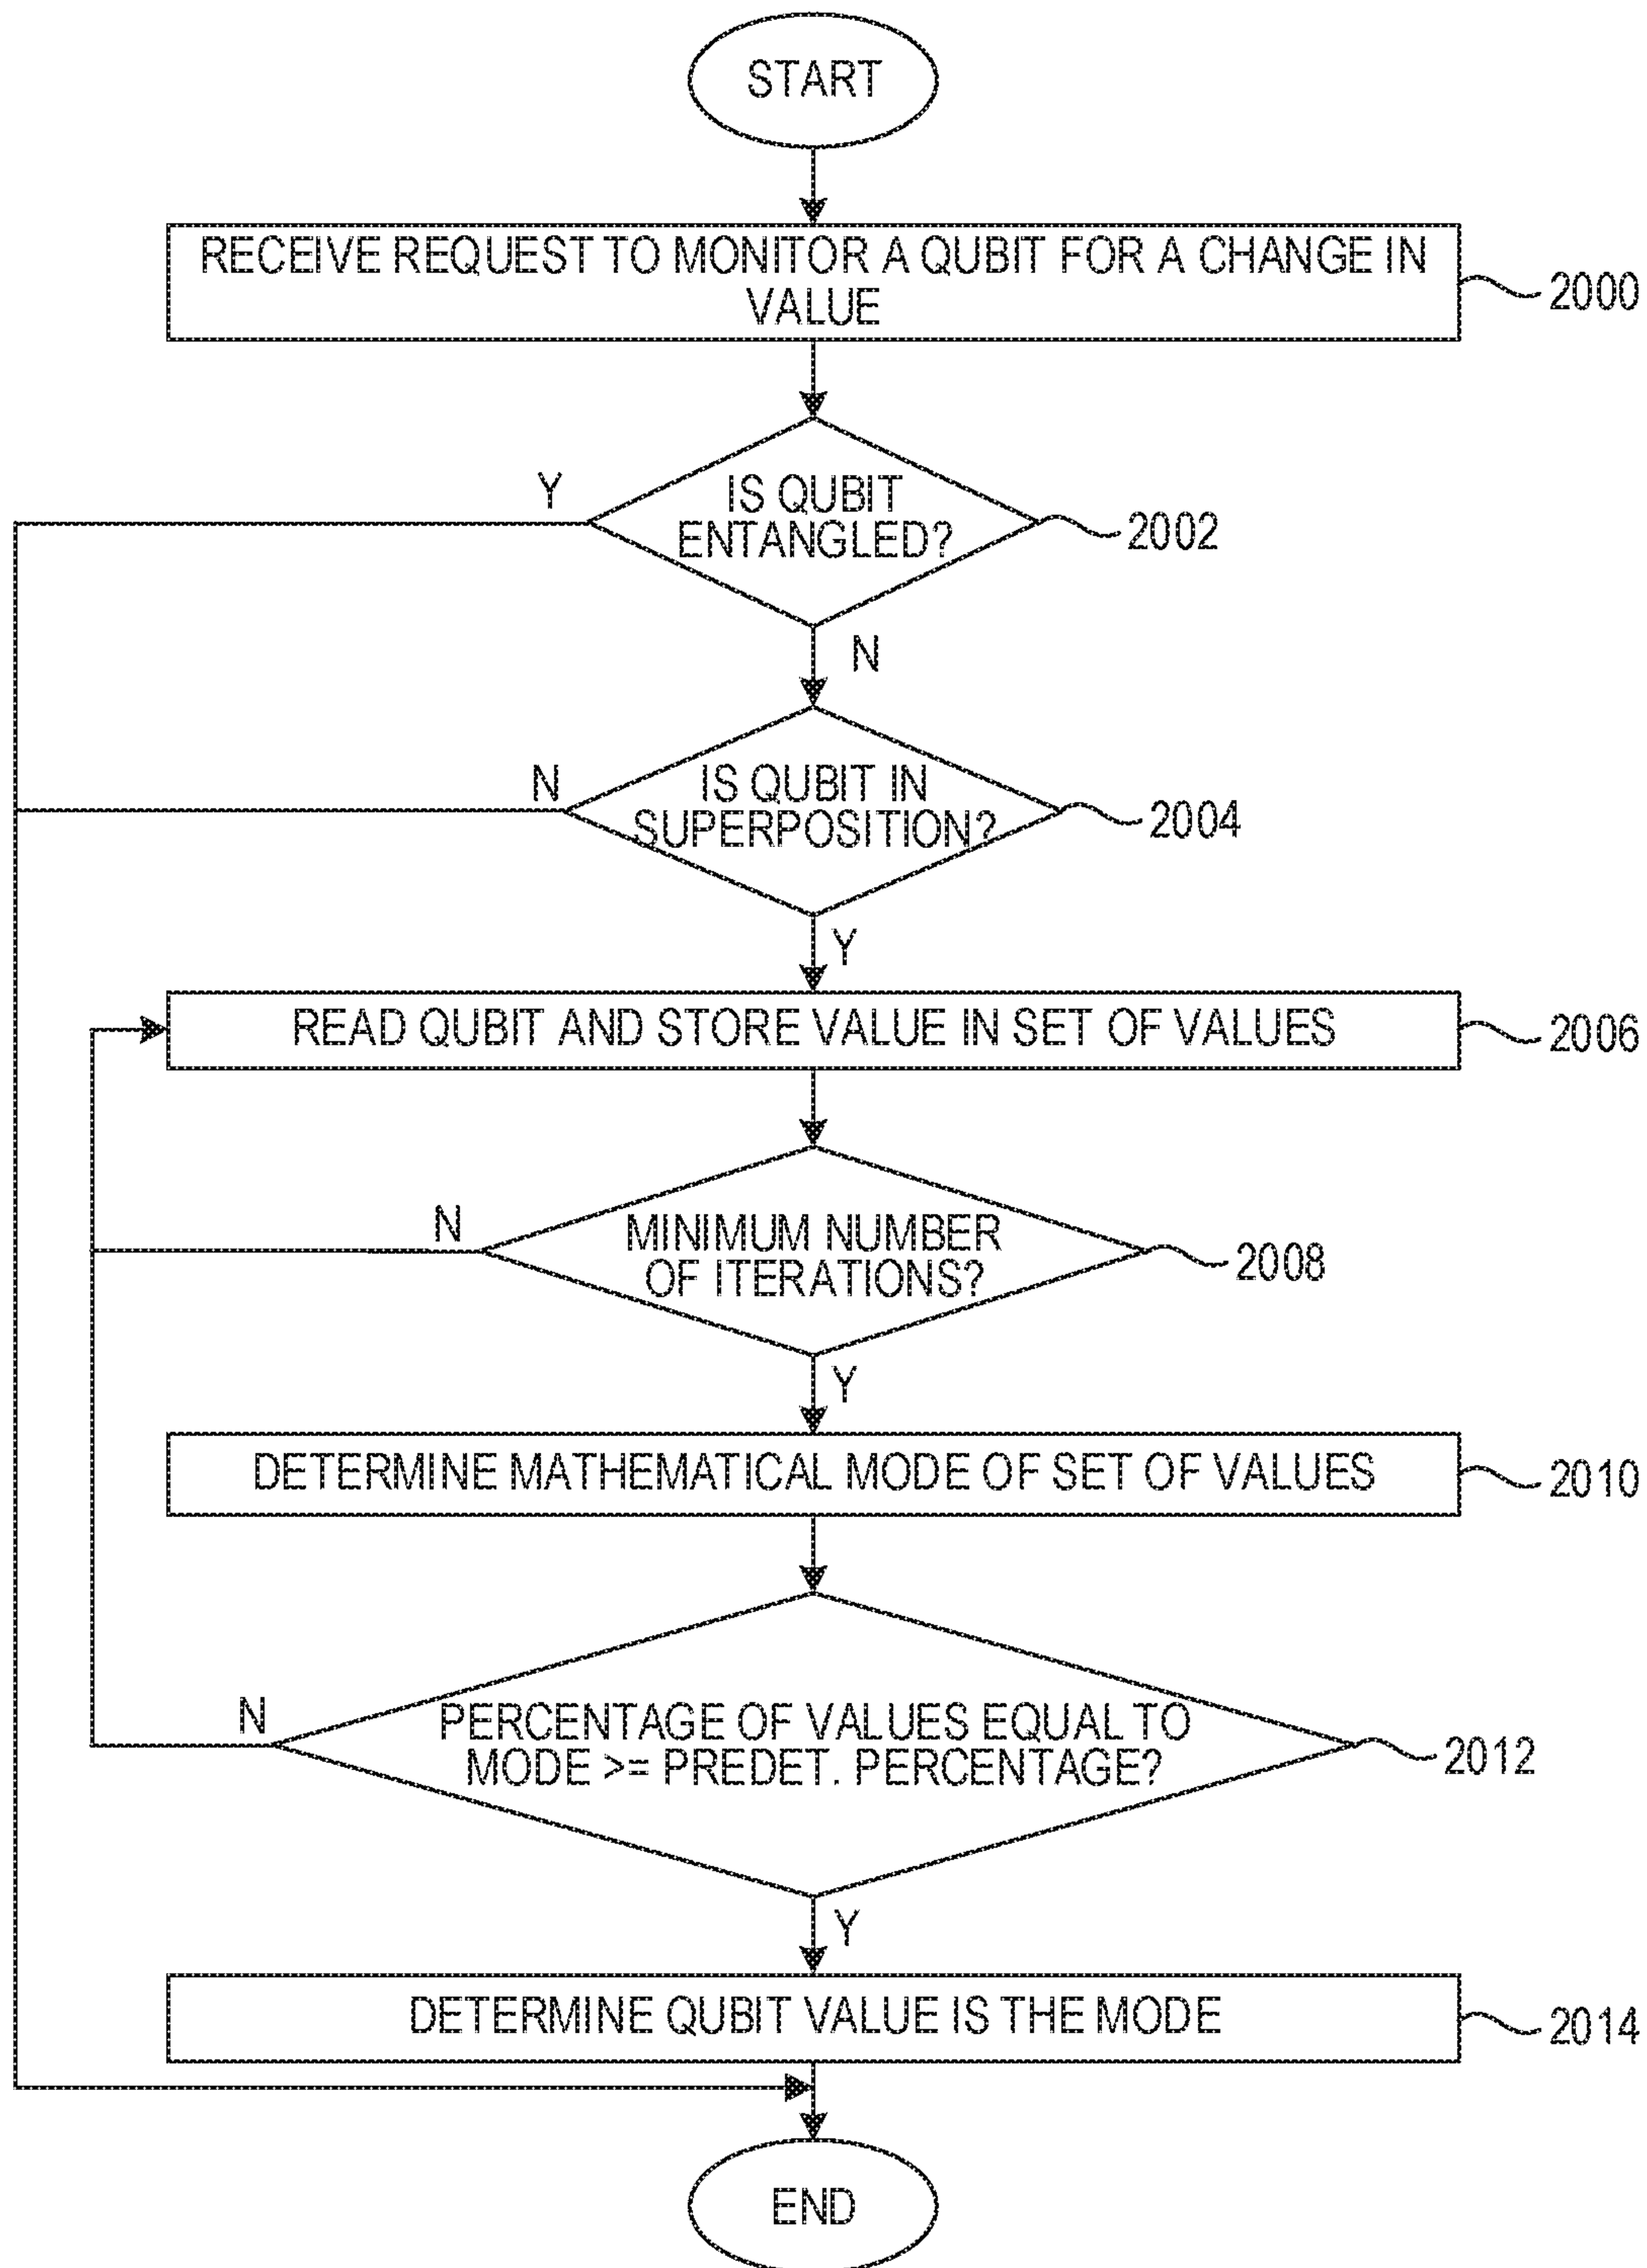 START
RECEIVE REQUEST TO MONITOR A QUBIT FOR A CHANGE IN
VALUE
2000
Y
IS QUBIT
ENTANGLED?
2002
N
N
IS QUBIT IN
SUPERPOSITION?
2004
Y
READ QUBIT AND STORE VALUE IN SET OF VALUES
2006
N
MINIMUM NUMBER
OF ITERATIONS?
2008
Y
DETERMINE MATHEMATICAL MODE OF SET OF VALUES
2010
N
PERCENTAGE OF VALUES EQUAL TO
MODE >= PREDET. PERCENTAGE?
2012
Y
DETERMINE QUBIT VALUE IS THE MODE
2014
END